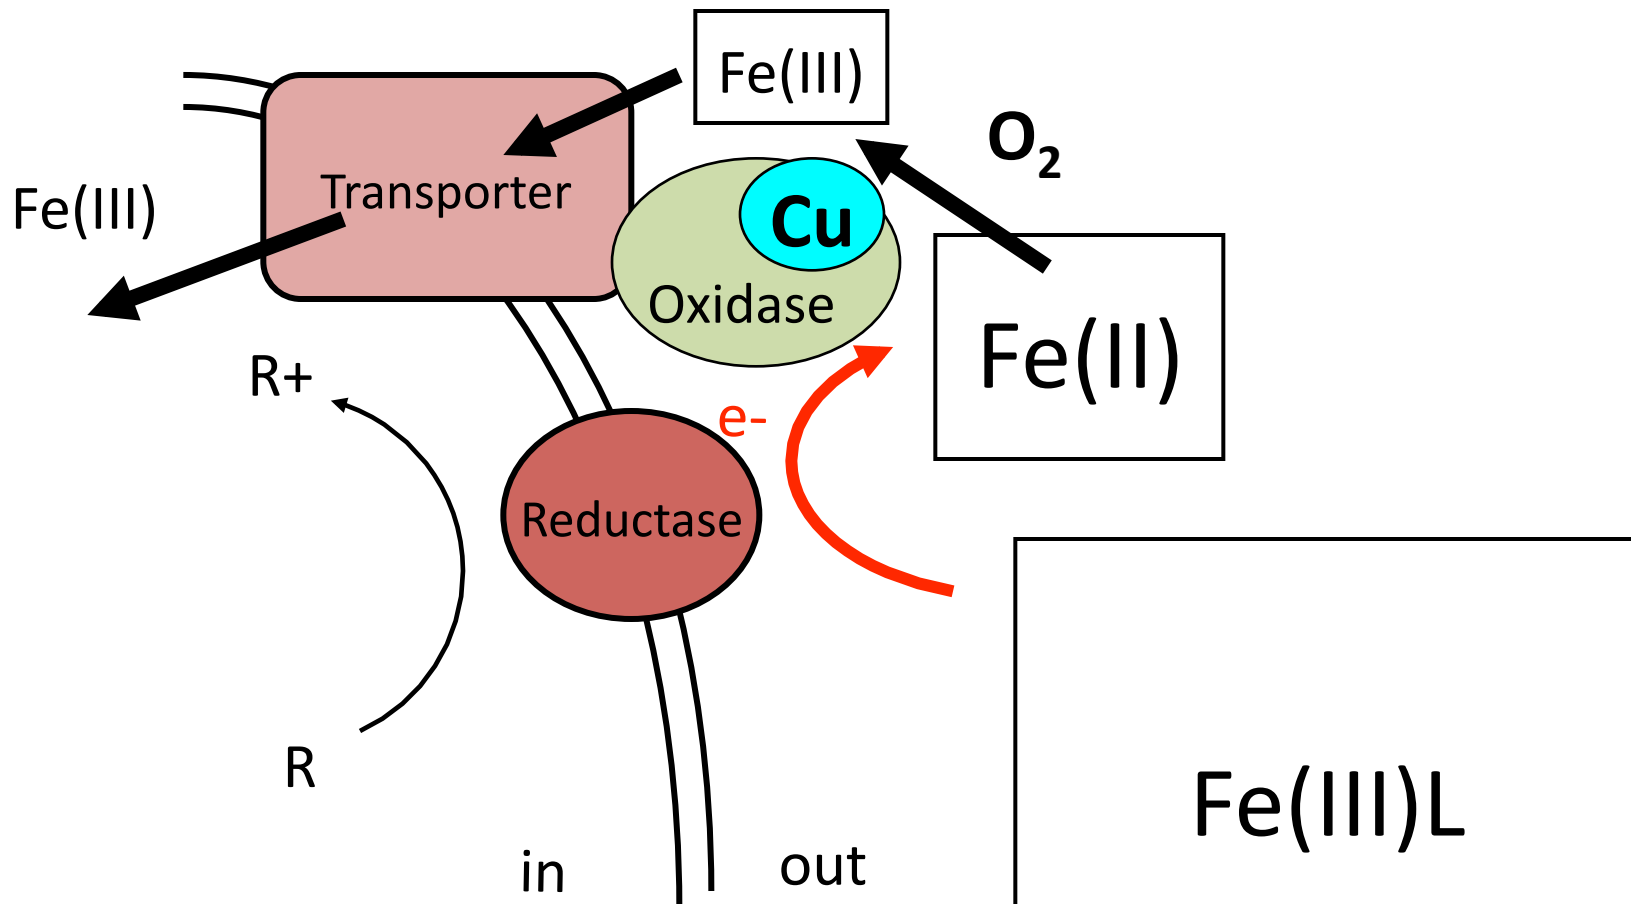 Fe(III)
O2
Transporter
Fe(III)
Cu
Oxidase
Fe(II)
R+
e-
Reductase
R
Fe(III)L
in
out